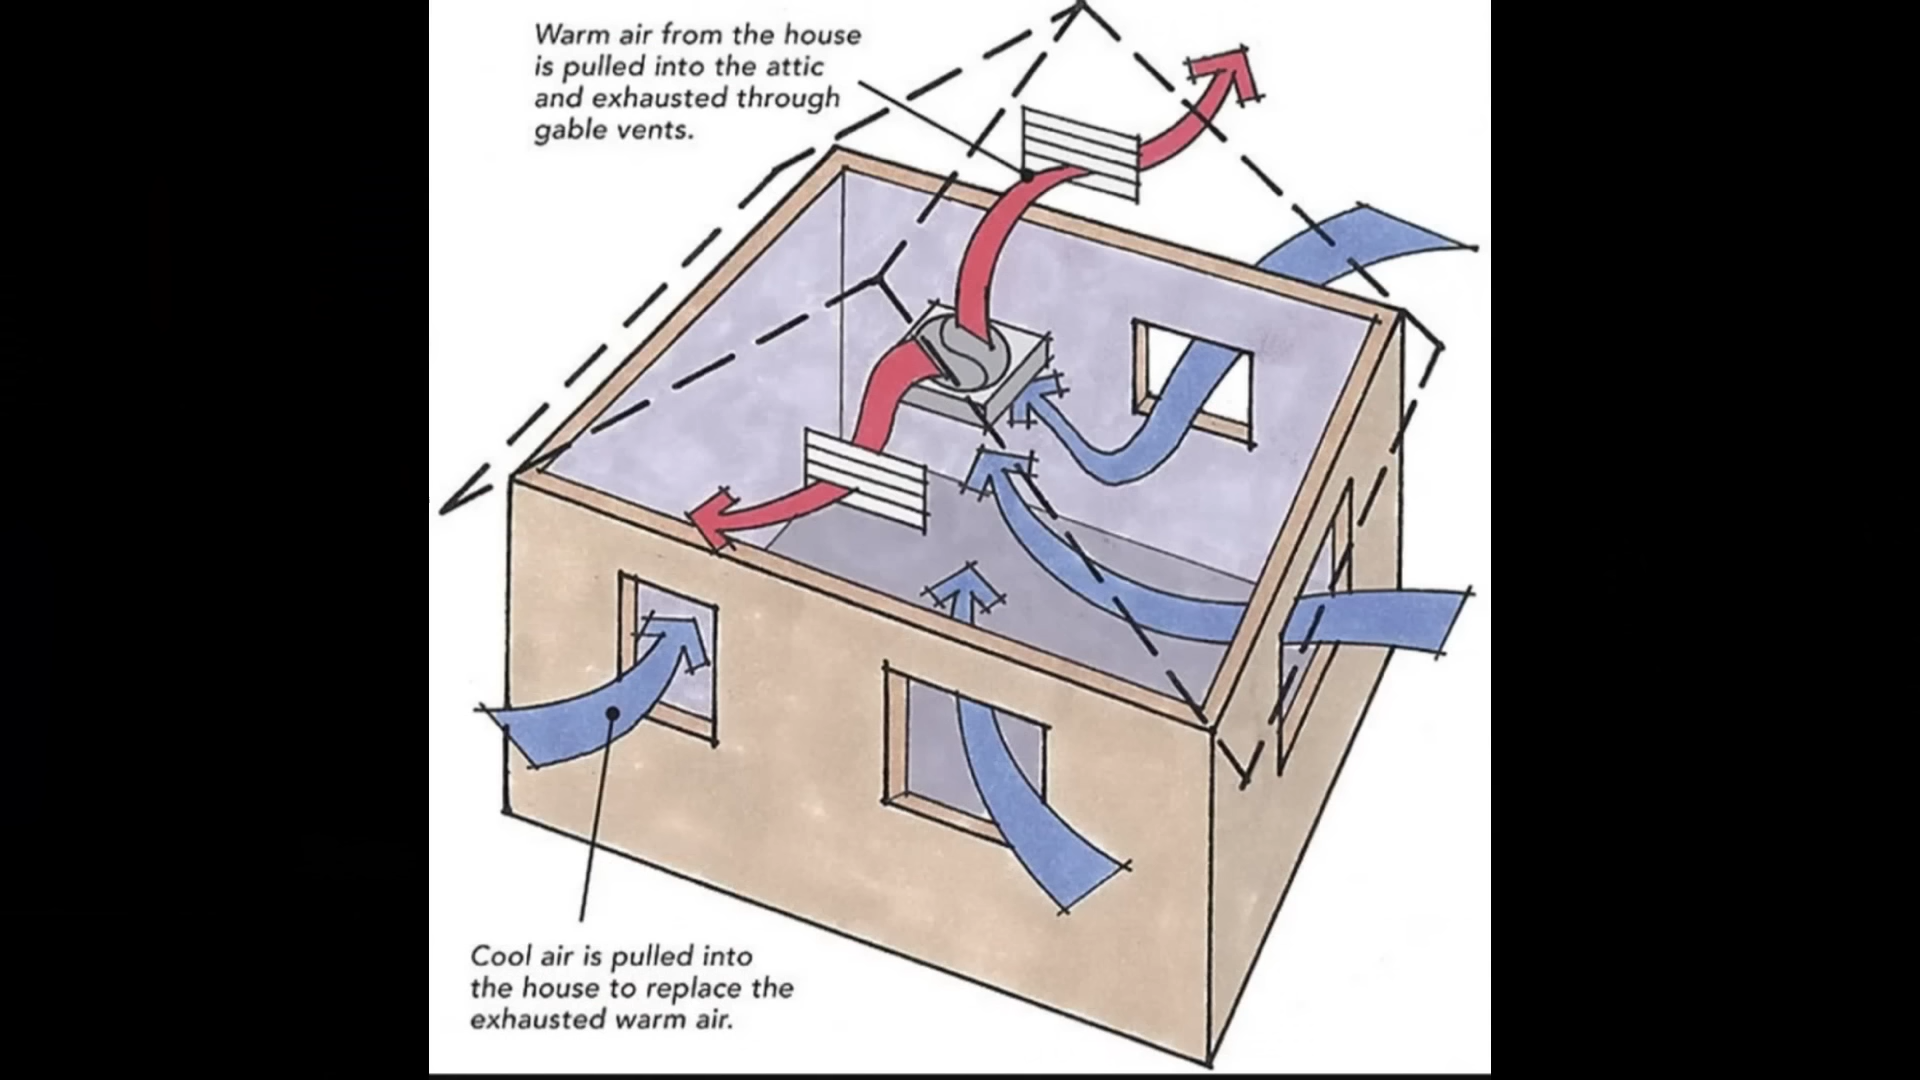 Warm air from the house
is pulled into the attic
and exhausted through
gable vents.
Cool air is pulled into
the house to replace the
exhausted warm air.